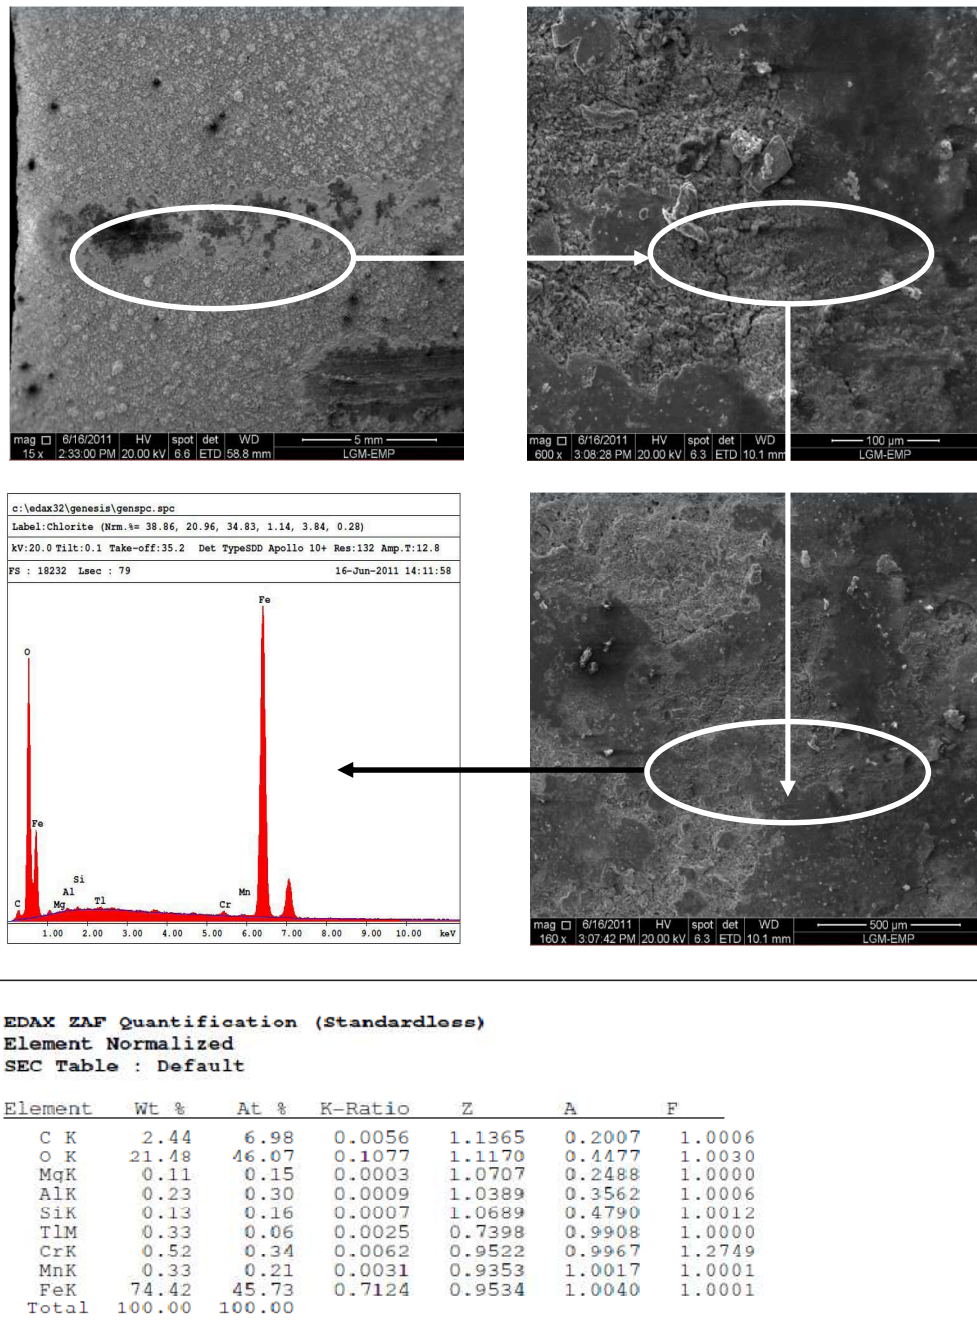 mag 6/16/2011 HV spot det WD 5 mm
15 x 2:33:00 PM 20.00 kV 6.6 ETD 58.8 mm LGM-EMP
mag 6/16/2011 HV spot det WD 100 µm
600 x 3:08:28 PM 20.00 kV 6.3 ETD 10.1 mm LGM-EMP
c:\edax32\genesis\genspc.spc
Label:Chlorite (Nrm.%= 38.86, 20.96, 34.83, 1.14, 3.84, 0.28)
kV:20.0 Tilt:0.1 Take-off:35.2 Det TypeSDD Apollo 10+ Res:132 Amp.T:12.8
FS : 18232 Lsec : 79 16-Jun-2011 14:11:58
Fe
O
Fe
Si
Al
C Mg Tl Cr Mn
1.00 2.00 3.00 4.00 5.00 6.00 7.00 8.00 9.00 10.00 keV
mag 6/16/2011 HV spot det WD 500 µm
160 x 3:07:42 PM 20.00 kV 6.3 ETD 10.1 mm LGM-EMP
EDAX ZAF Quantification (Standardless)
Element Normalized
SEC Table : Default
Element Wt % At % K-Ratio Z A F
C K 2.44 6.98 0.0056 1.1365 0.2007 1.0006
O K 21.48 46.07 0.1077 1.1170 0.4477 1.0030
MgK 0.11 0.15 0.0003 1.0707 0.2488 1.0000
AlK 0.23 0.30 0.0009 1.0389 0.3562 1.0006
SiK 0.13 0.16 0.0007 1.0689 0.4790 1.0012
TlM 0.33 0.06 0.0025 0.7398 0.9908 1.0000
CrK 0.52 0.34 0.0062 0.9522 0.9967 1.2749
MnK 0.33 0.21 0.0031 0.9353 1.0017 1.0001
FeK 74.42 45.73 0.7124 0.9534 1.0040 1.0001
Total 100.00 100.00